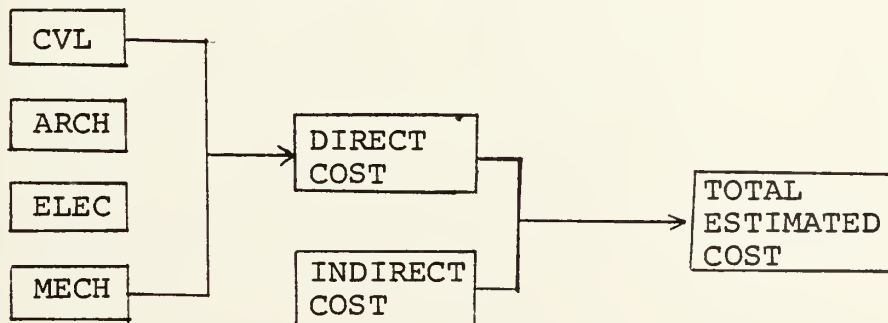 CVL
ARCH
ELEC
MECH
DIRECT
COST
INDIRECT
COST
TOTAL
ESTIMATED
COST